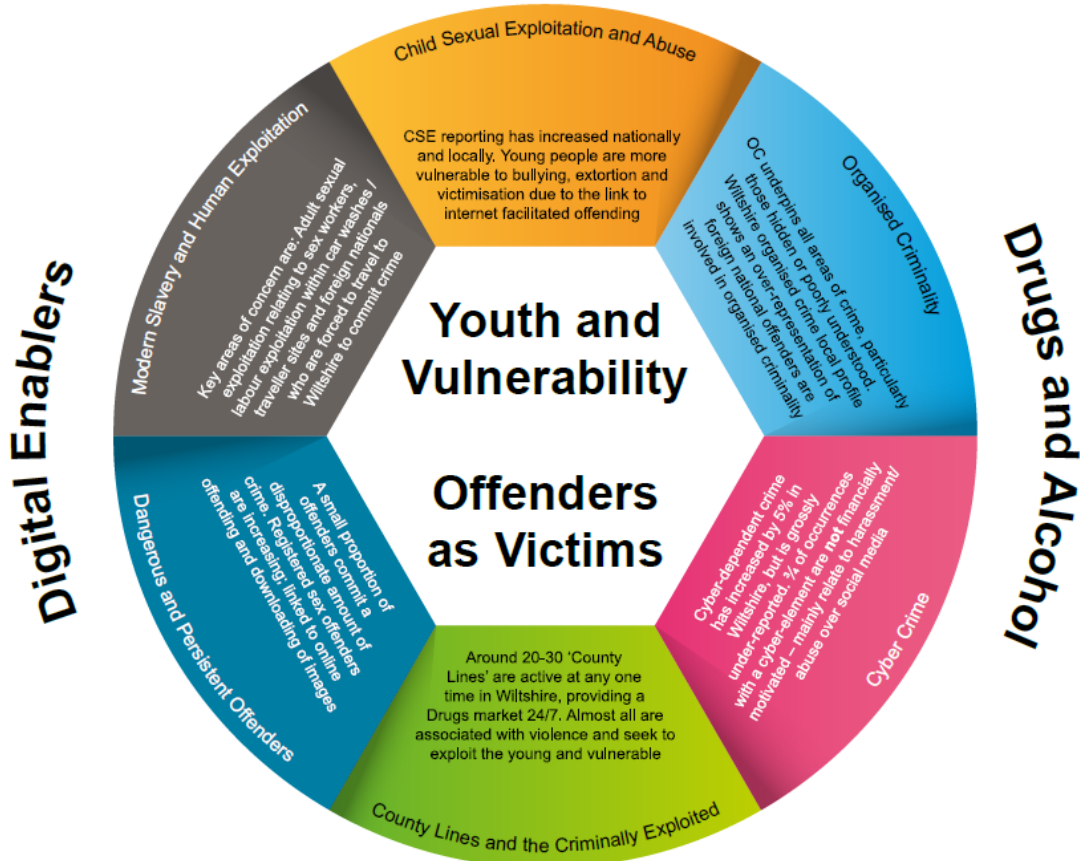 Child Sexual Exploitation and Abuse
CSE reporting has increased nationally
and locally. Young people are more
vulnerable to bullying, extortion and
victimisation due to the link to
internet facilitated offending
Organised Criminality
OC underpins all areas of crime, particularly
those hidden or poorly understood.
Wiltshire organised crime local profile
shows an over-representation of
foreign national offenders are
involved in organised criminality
Cyber Crime
Cyber-dependent crime
has increased by 5% in
Wiltshire, but is grossly
under-reported. ¾ of occurrences
with a cyber-element are not financially
motivated – mainly relate to harassment/
abuse over social media
County Lines and the Criminally Exploited
Around 20-30 ‘County
Lines’ are active at any one
time in Wiltshire, providing a
Drugs market 24/7. Almost all are
associated with violence and seek to
exploit the young and vulnerable
Dangerous and Persistent Offenders
A small proportion of
offenders commit a
disproportionate amount of
crime. Registered sex offenders
are increasing; linked to online
offending and downloading of images
Modern Slavery and Human Exploitation
Key areas of concern are: Adult sexual
exploitation relating to sex workers,
labour exploitation within car washes /
traveller sites and foreign nationals
who are forced to travel to
Wiltshire to commit crime
Youth and
Vulnerability
Offenders
as Victims
Digital Enablers
Drugs and Alcohol